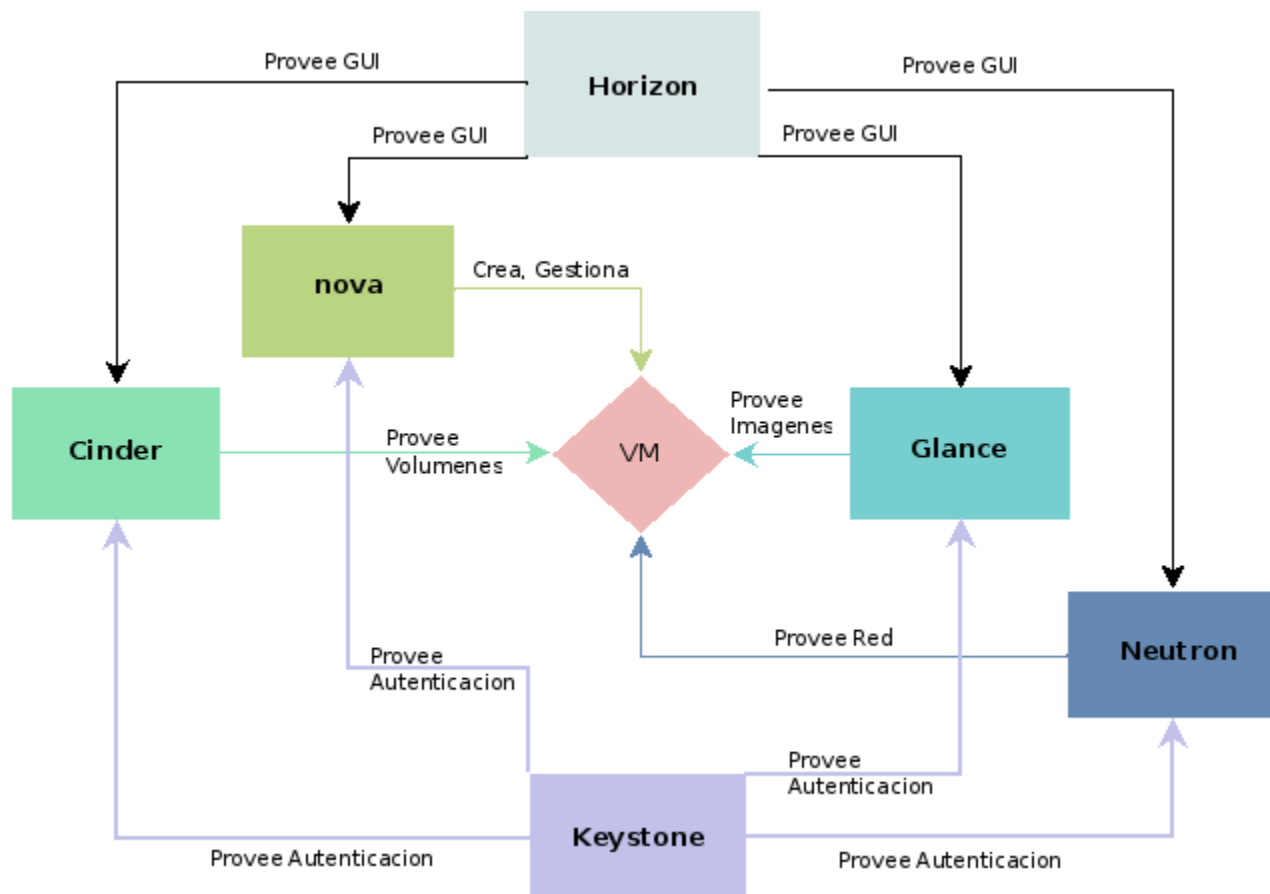 Provee GUI
Horizon
Provee GUI
Provee GUI
Provee GUI
nova
Crea, Gestiona
Cinder
Provee
Volumenes
VM
Provee
Imagenes
Glance
Provee Red
Neutron
Provee
Autenticacion
Provee
Autenticacion
Keystone
Provee Autenticacion
Provee Autenticacion